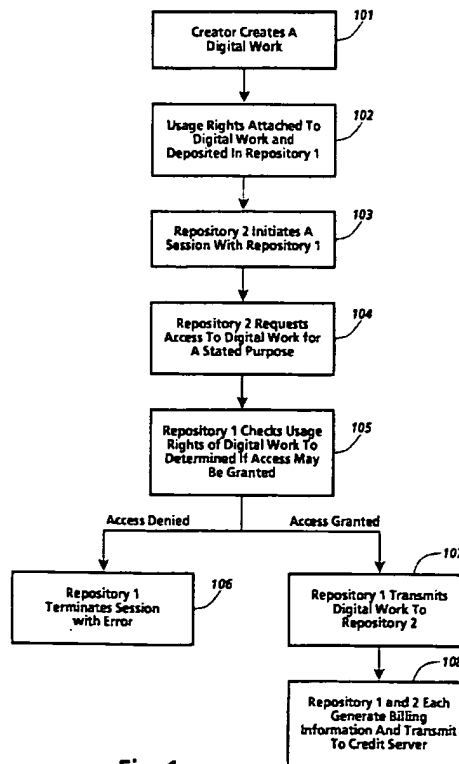 101
Creator Creates A
Digital Work
102
Usage Rights Attached To
Digital Work and
Deposited In Repository 1
103
Repository 2 Initiates A
Session With Repository 1
104
Repository 2 Requests
Access To Digital Work for
A Stated Purpose
105
Repository 1 Checks Usage
Rights of Digital Work To
Determined If Access May
Be Granted
Access Denied
Access Granted
106
Repository 1
Terminates Session
with Error
107
Repository 1 Transmits
Digital Work To
Repository 2
108
Repository 1 and 2 Each
Generate Billing
Information And Transmit
To Credit Server